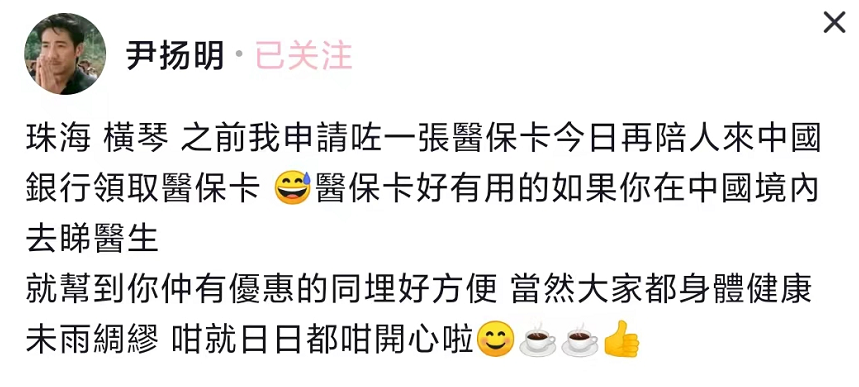 尹扬明 · 已关注
珠海 橫琴 之前我申請咗一張醫保卡今日再陪人來中國
銀行領取醫保卡 😅醫保卡好有用的如果你在中國境內
去睇醫生
就幫到你仲有優惠的同埋好方便 當然大家都身體健康
未雨綢繆 咁就日日都咁開心啦😊☕☕👍